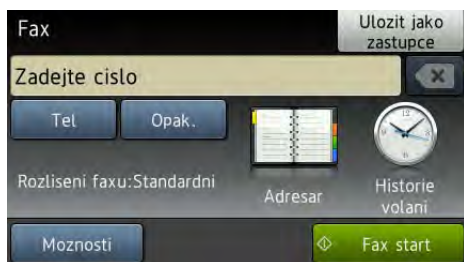 Fax
Ulozit jako
zastupce
Zadejte cislo
Tel
Opak.
Rozliseni faxu:Standardni
Adresar
Historie
volani
Moznosti
Fax start